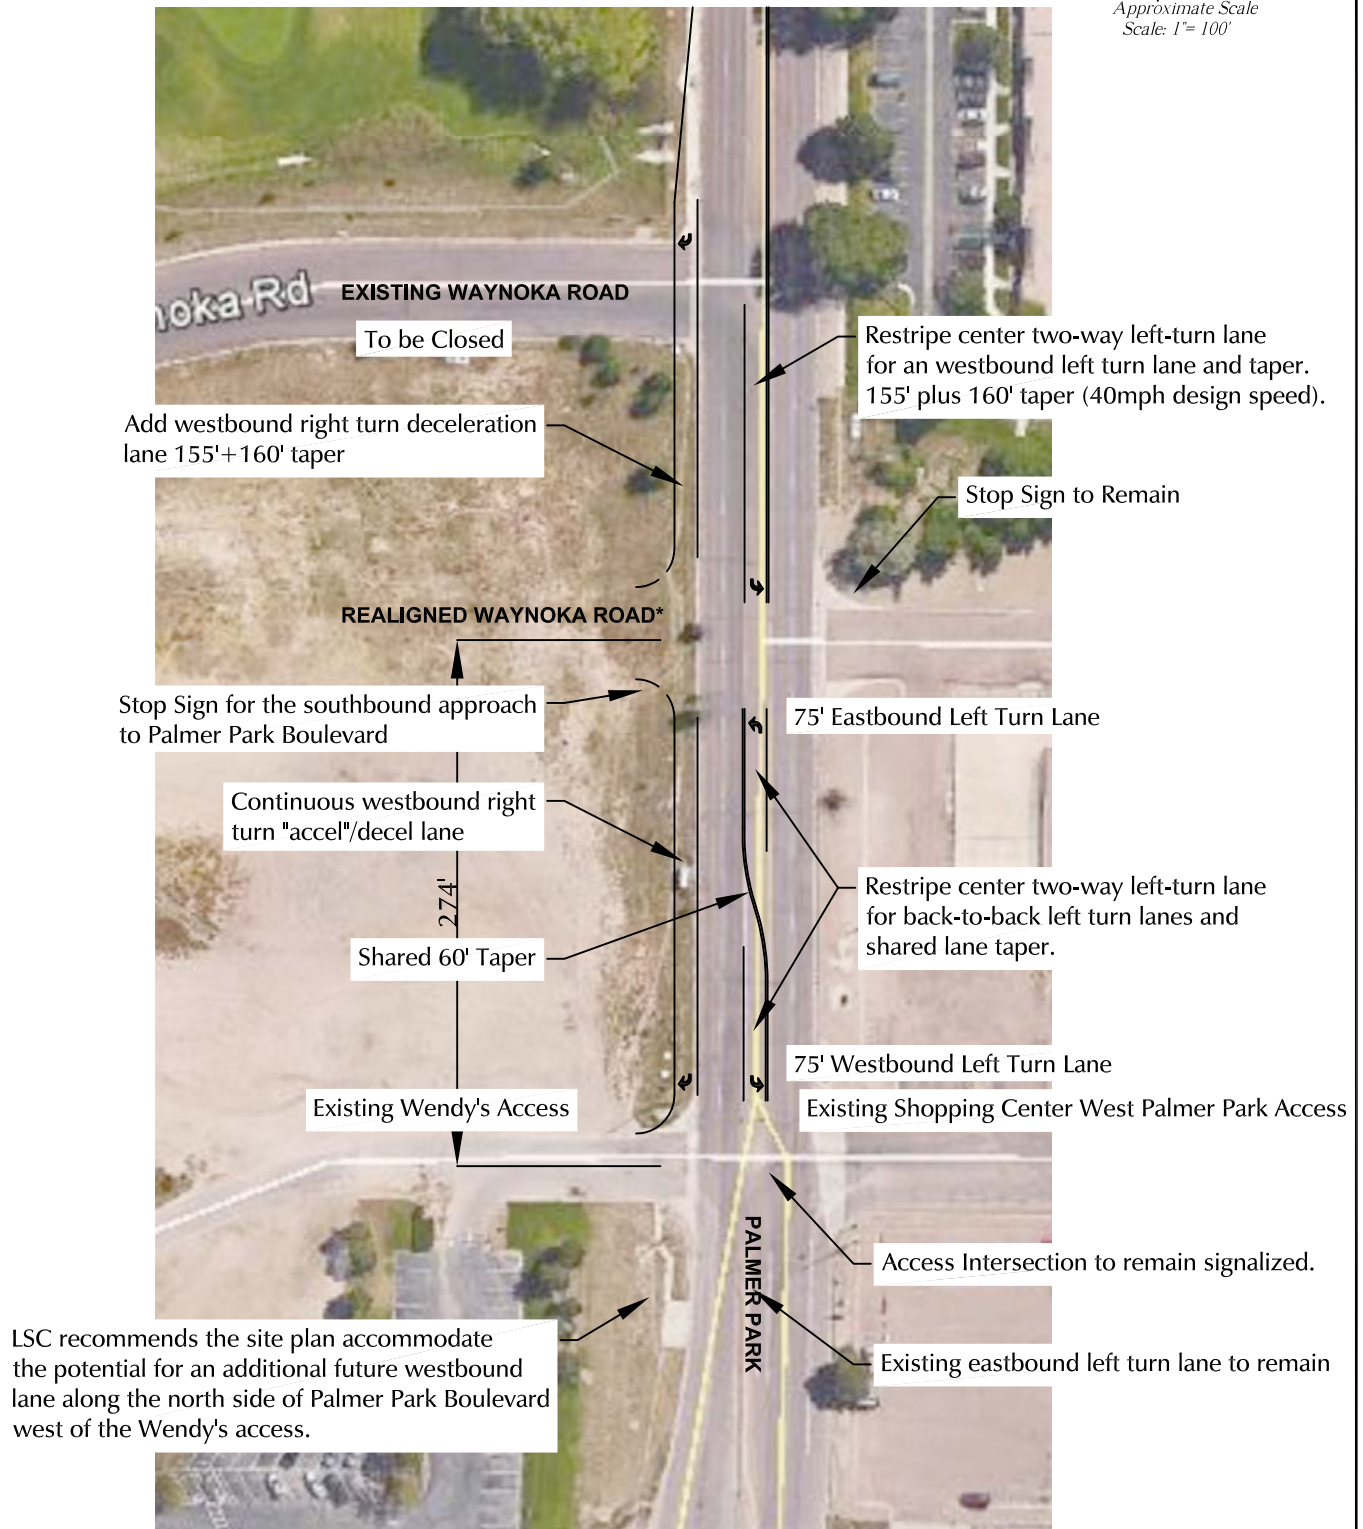 Approximate Scale
Scale: 1"= 100'
noka Rd
EXISTING WAYNOKA ROAD
To be Closed
Restripe center two-way left-turn lane
for an westbound left turn lane and taper.
155' plus 160' taper (40mph design speed).
Add westbound right turn deceleration
lane 155'+160' taper
Stop Sign to Remain
REALIGNED WAYNOKA ROAD*
Stop Sign for the southbound approach
to Palmer Park Boulevard
75' Eastbound Left Turn Lane
Continuous westbound right
turn "accel"/decel lane
274'
Restripe center two-way left-turn lane
for back-to-back left turn lanes and
shared lane taper.
Shared 60' Taper
75' Westbound Left Turn Lane
Existing Wendy's Access
Existing Shopping Center West Palmer Park Access
PALMER PARK
Access Intersection to remain signalized.
LSC recommends the site plan accommodate
the potential for an additional future westbound
lane along the north side of Palmer Park Boulevard
west of the Wendy's access.
Existing eastbound left turn lane to remain